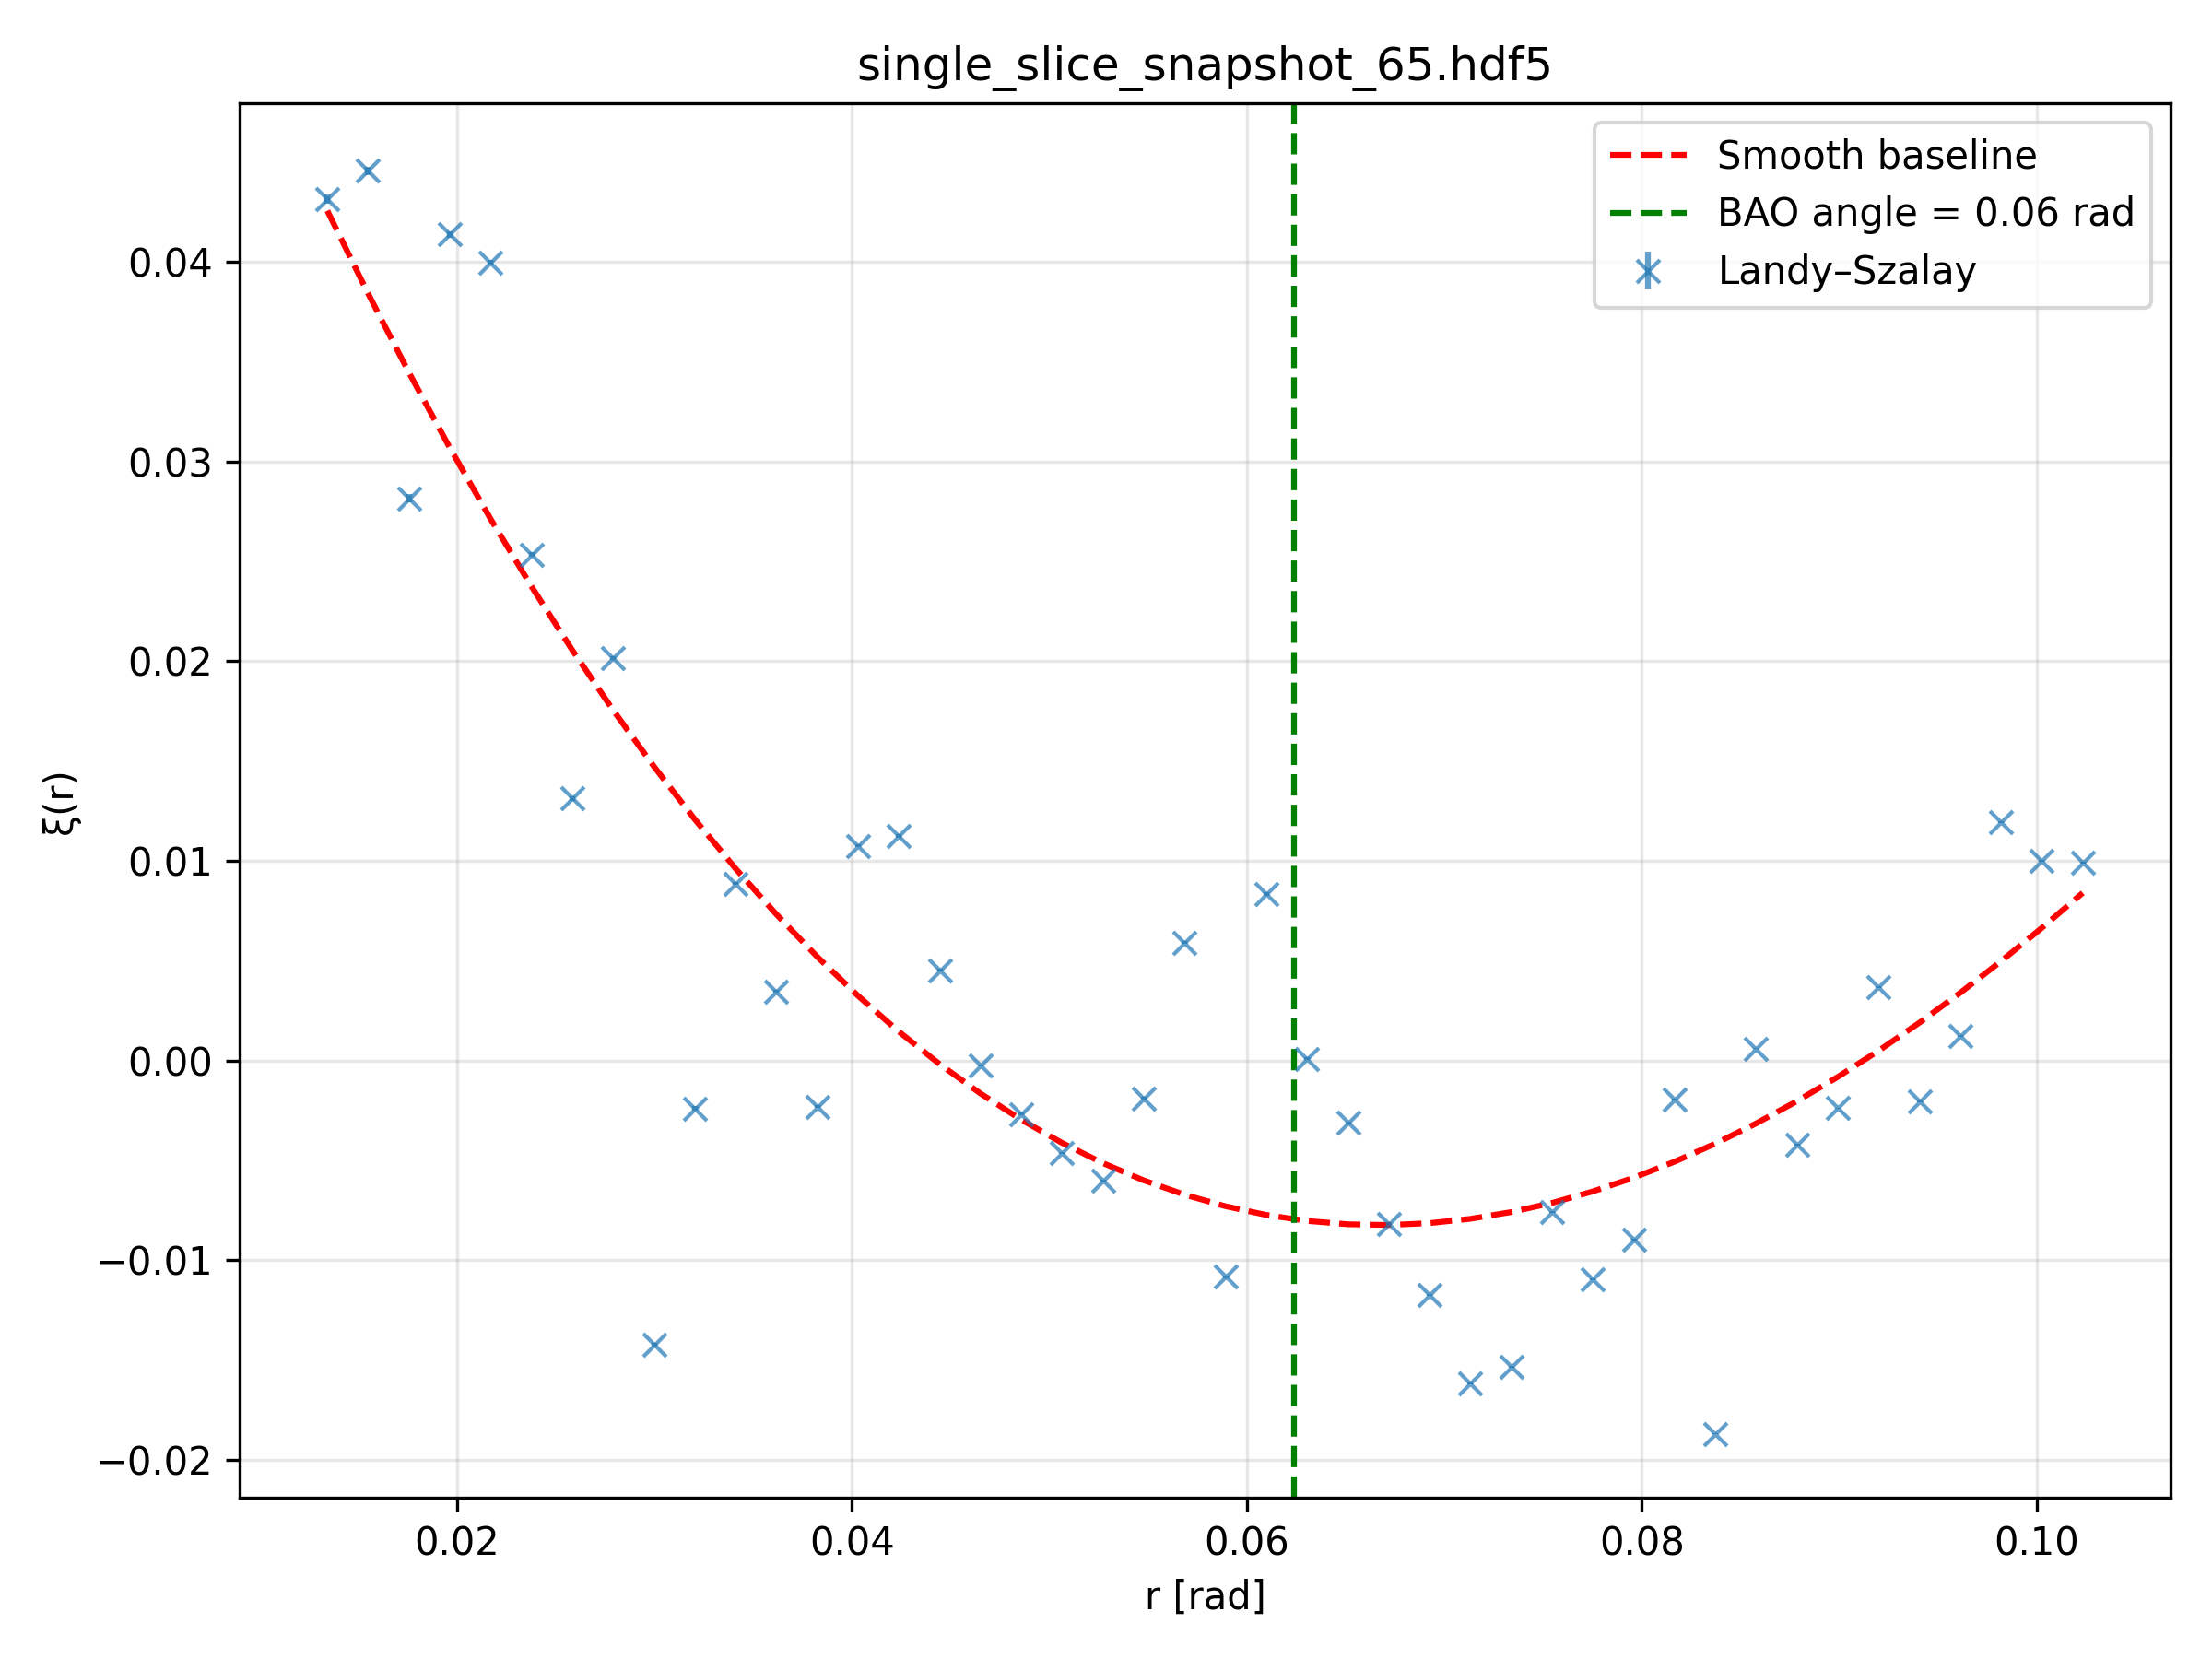 single_slice_snapshot_65.hdf5
Smooth baseline
BAO angle = 0.06 rad
Landy–Szalay
ξ(r)
0.04
0.03
0.02
0.01
0.00
−0.01
−0.02
0.02 0.04 0.06 0.08 0.10
r [rad]